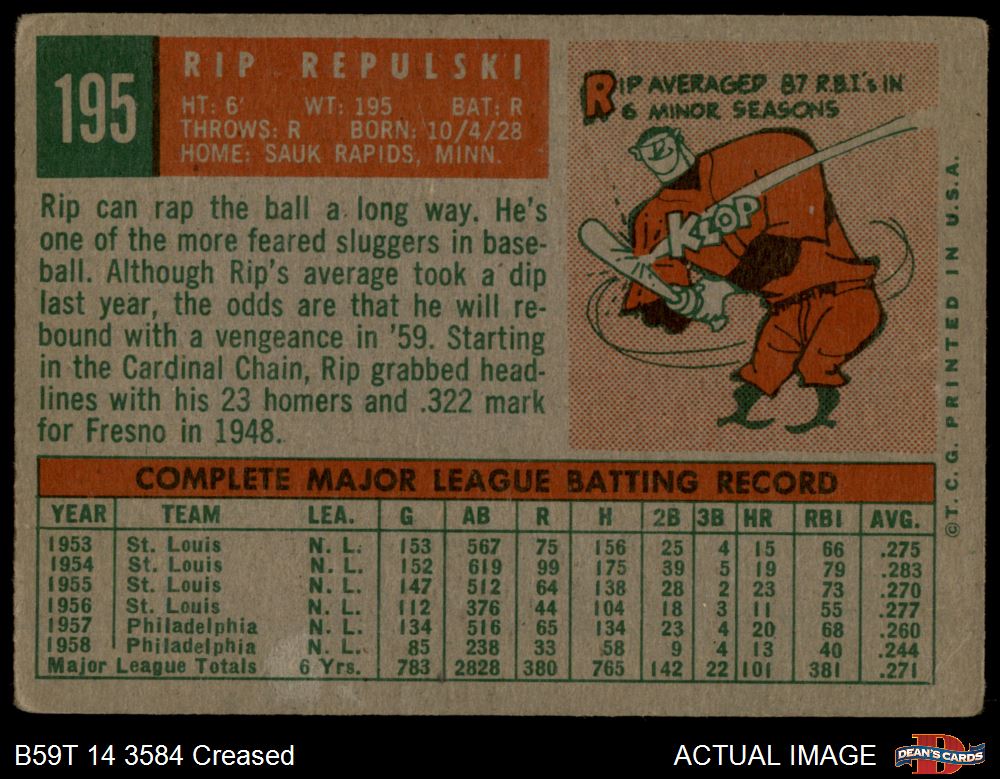 195
RIP REPULSKI
HT: 6' WT: 195 BAT: R
THROWS: R BORN: 10/4/28
HOME: SAUK RAPIDS, MINN.
RIP AVERAGED 87 R.B.I.'s IN
6 MINOR SEASONS
KLOP
Rip can rap the ball a long way. He's
one of the more feared sluggers in base-
ball. Although Rip's average took a dip
last year, the odds are that he will re-
bound with a vengeance in '59. Starting
in the Cardinal Chain, Rip grabbed head-
lines with his 23 homers and .322 mark
for Fresno in 1948.
©T.C.G. PRINTED IN U.S.A.
COMPLETE MAJOR LEAGUE BATTING RECORD
YEAR TEAM LEA. G AB R H 2B 3B HR RBI AVG.
1953 St. Louis N. L. 153 567 75 156 25 4 15 66 .275
1954 St. Louis N. L. 152 619 99 175 39 5 19 79 .283
1955 St. Louis N. L. 147 512 64 138 28 2 23 73 .270
1956 St. Louis N. L. 112 376 44 104 18 3 11 55 .277
1957 Philadelphia N. L. 134 516 65 134 23 4 20 68 .260
1958 Philadelphia N. L. 85 238 33 58 9 4 13 40 .244
Major League Totals 6 Yrs. 783 2828 380 765 142 22 101 381 .271
B59T 14 3584 Creased
ACTUAL IMAGE
D
DEAN'S CARDS